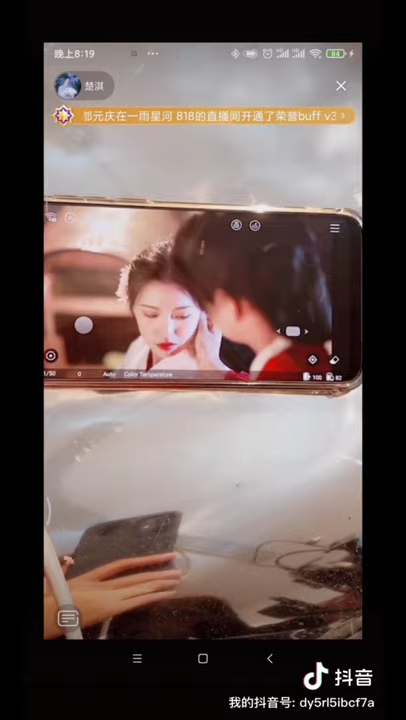 晚上8:19
84
楚淇
邹元庆在一雨星河 818的直播间开通了荣誉buff v3
1/50
0
Auto
Color Temperature
100
82
抖音
我的抖音号: dy5rl5ibcf7a